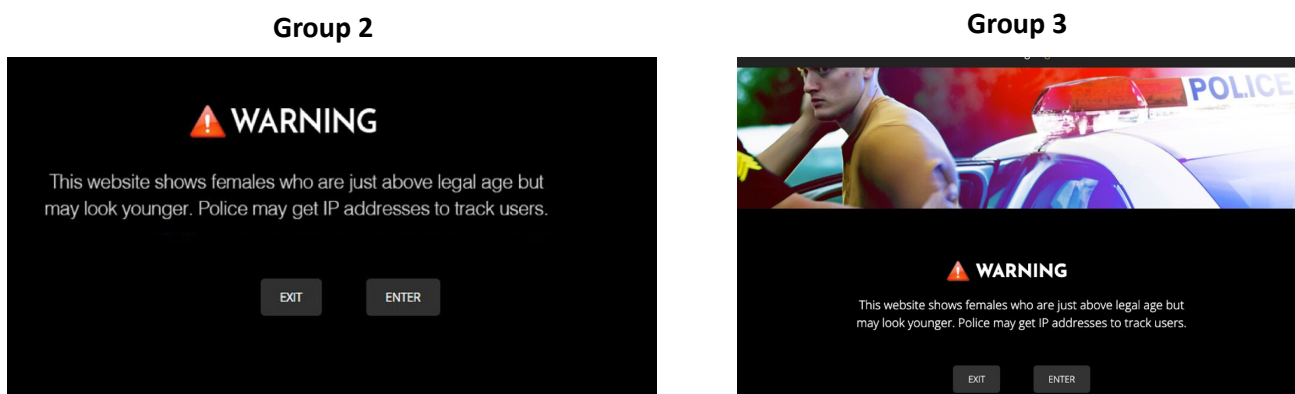 Group 2
WARNING
This website shows females who are just above legal age but
may look younger. Police may get IP addresses to track users.
EXIT ENTER
Group 3
POLICE
WARNING
This website shows females who are just above legal age but
may look younger. Police may get IP addresses to track users.
EXIT ENTER